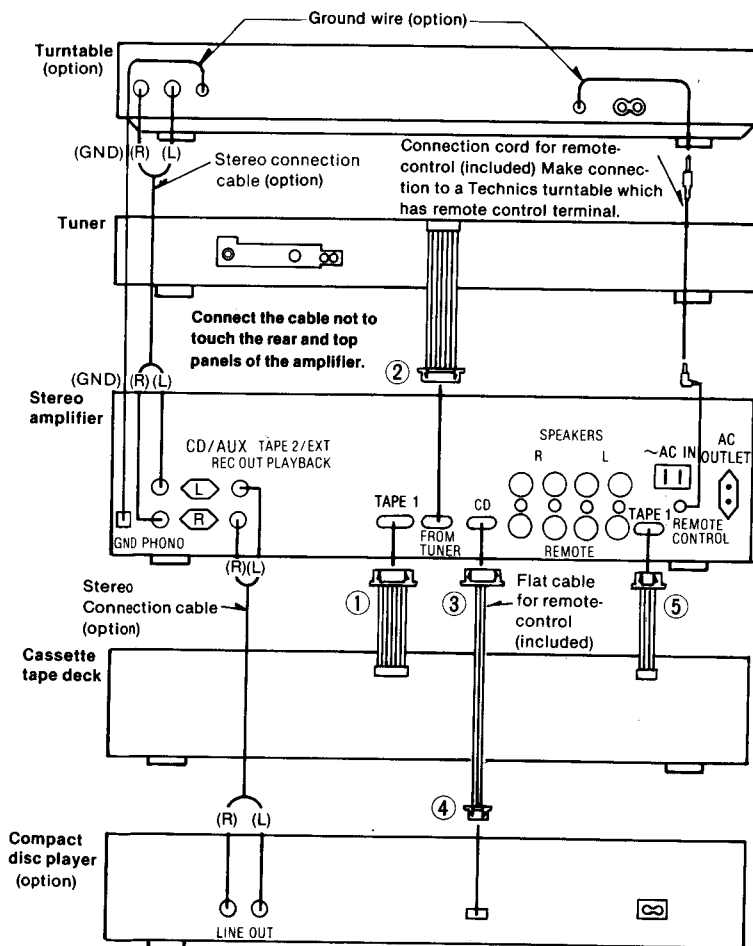 Ground wire (option)
Turntable
(option)
(GND) (R) (L)
Stereo connection
cable (option)
Connection cord for remote-
control (included) Make connec-
tion to a Technics turntable which
has remote control terminal.
Tuner
Connect the cable not to
touch the rear and top
panels of the amplifier.
②
(GND) (R) (L)
Stereo
amplifier
CD/AUX TAPE 2/EXT
REC OUT PLAYBACK
L
R
GND PHONO
TAPE 1
FROM
TUNER
CD
SPEAKERS
R L
REMOTE
~AC IN
AC
OUTLET
TAPE 1
REMOTE
CONTROL
(R)(L)
Stereo
Connection cable
(option)
①
③
Flat cable
for remote-
control
(included)
⑤
Cassette
tape deck
④
(R) (L)
Compact
disc player
(option)
LINE OUT